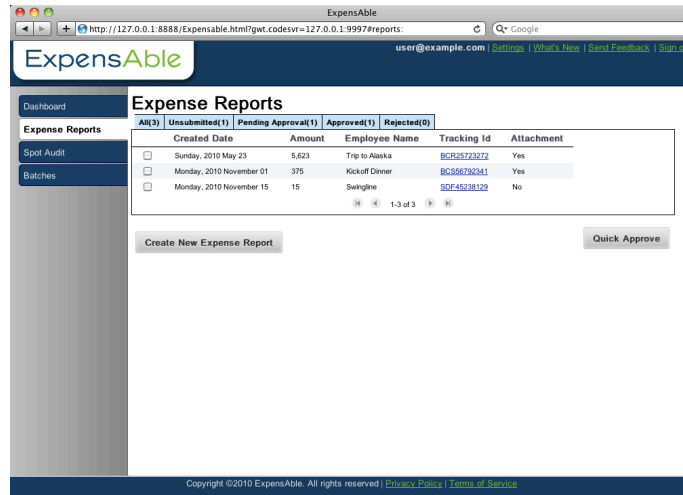 ExpensAble
http://127.0.0.1:8888/Expensable.html?gwt.codesvr=127.0.0.1:9997#reports:
Google
ExpensAble
user@example.com | Settings | What's New | Send Feedback | Sign
Dashboard
Expense Reports
Spot Audit
Batches
Expense Reports
All(3) Unsubmitted(1) Pending Approval(1) Approved(1) Rejected(0)
Created Date Amount Employee Name Tracking Id Attachment
Sunday, 2010 May 23 5,623 Trip to Alaska BCR25723272 Yes
Monday, 2010 November 01 375 Kickoff Dinner BCS56792341 Yes
Monday, 2010 November 15 15 Swingline SDF45238129 No
1-3 of 3
Create New Expense Report
Quick Approve
Copyright ©2010 ExpensAble. All rights reserved | Privacy Policy | Terms of Service